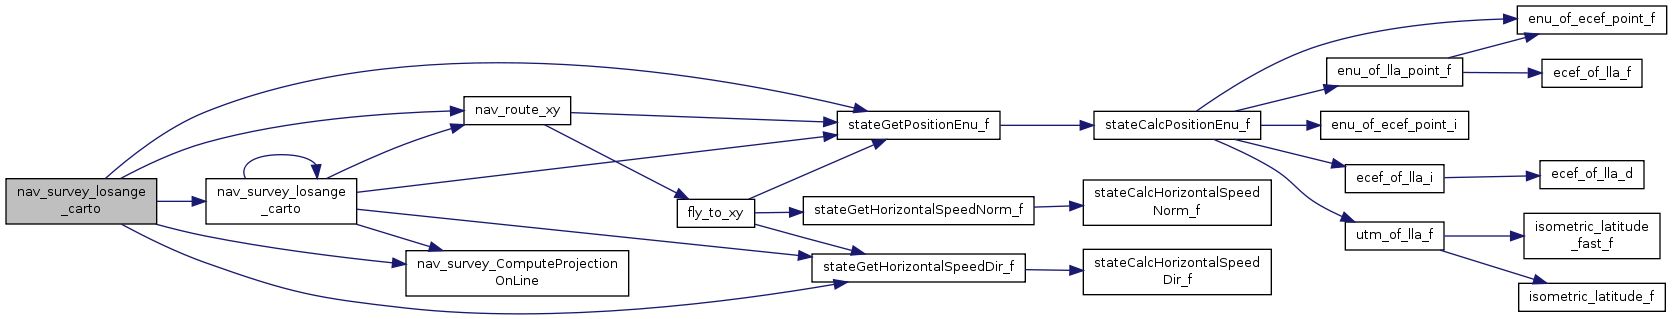 nav_survey_losange
_carto
nav_survey_losange
_carto
nav_route_xy
nav_survey_ComputeProjection
OnLine
fly_to_xy
stateGetPositionEnu_f
stateGetHorizontalSpeedNorm_f
stateGetHorizontalSpeedDir_f
stateCalcPositionEnu_f
stateCalcHorizontalSpeed
Norm_f
stateCalcHorizontalSpeed
Dir_f
enu_of_ecef_point_f
enu_of_lla_point_f
ecef_of_lla_f
enu_of_ecef_point_i
ecef_of_lla_i
ecef_of_lla_d
utm_of_lla_f
isometric_latitude
_fast_f
isometric_latitude_f